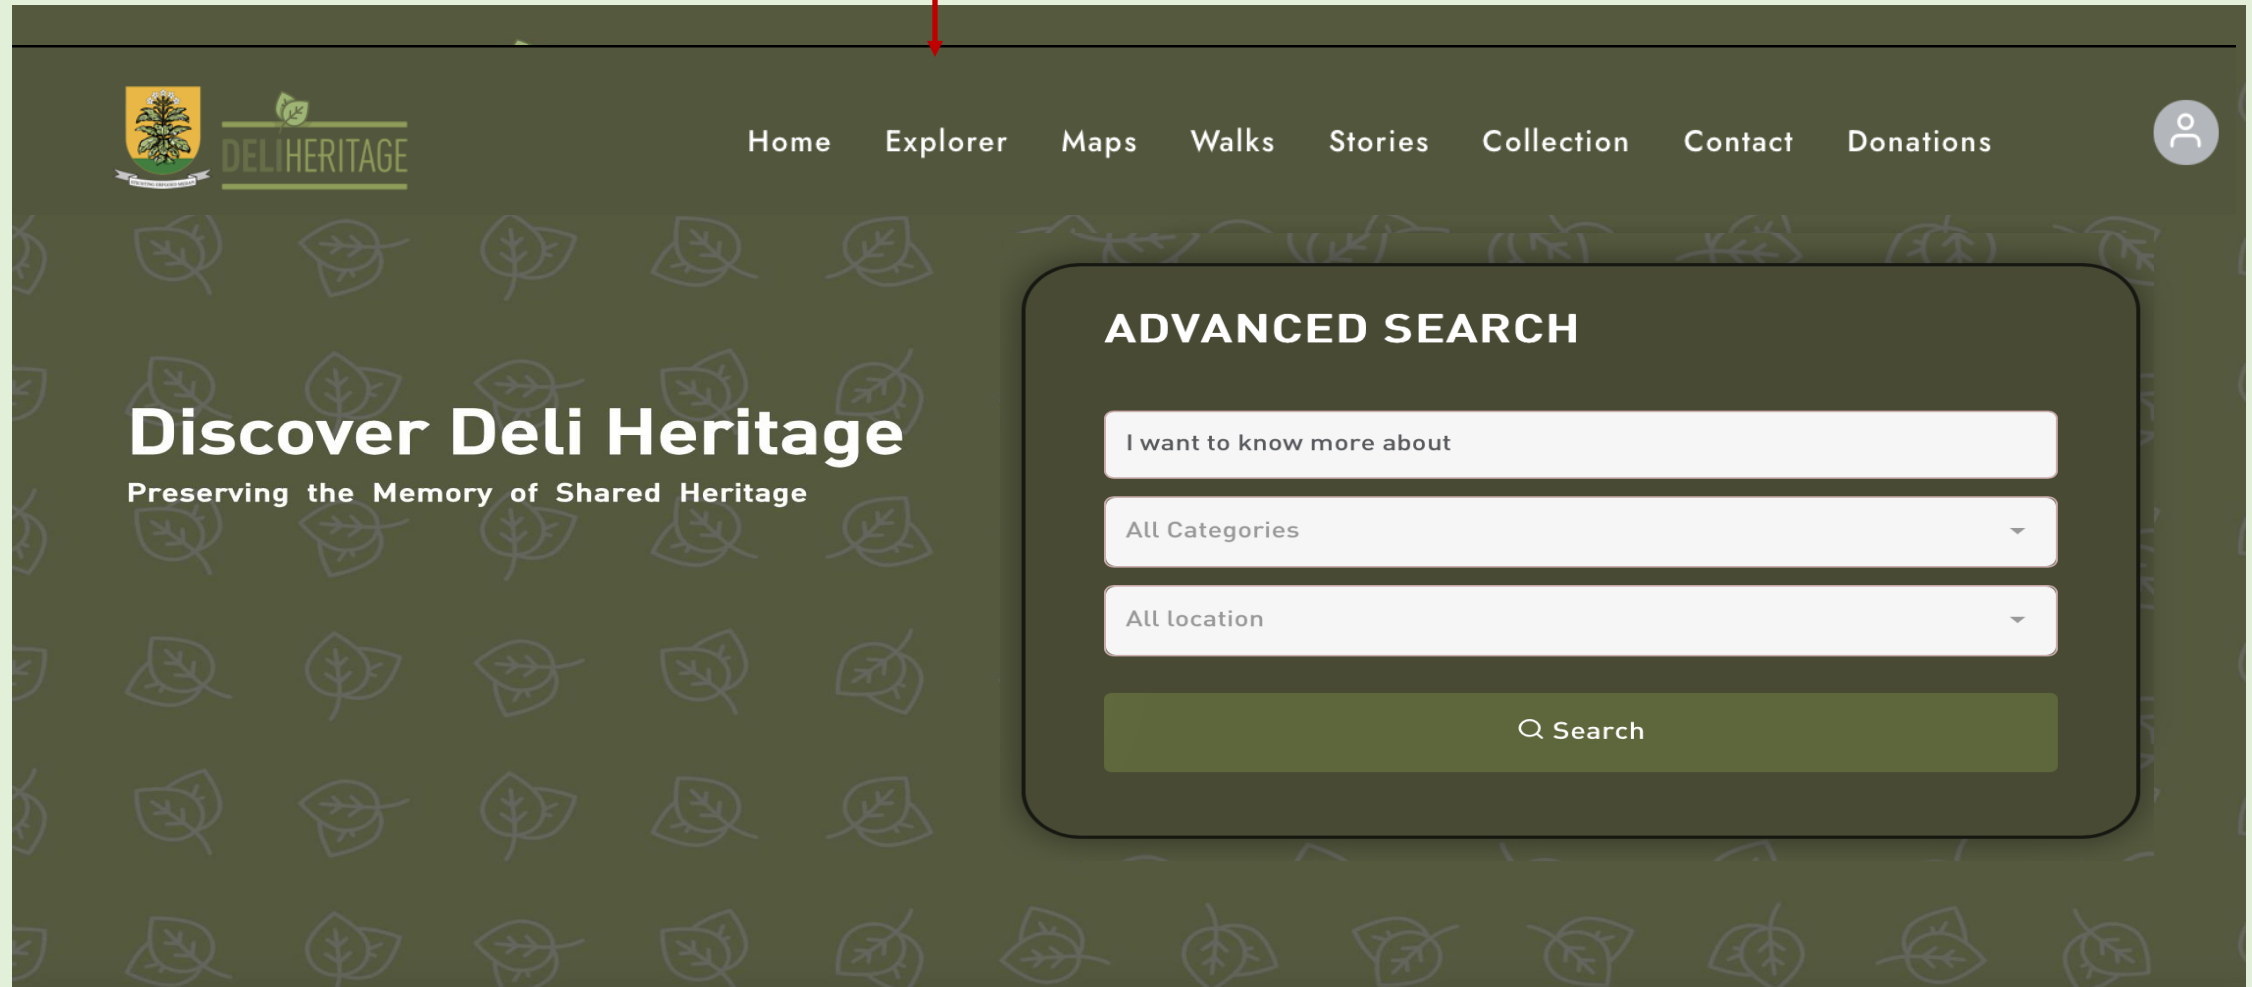 DELIHERITAGE
Home Explorer Maps Walks Stories Collection Contact Donations
ADVANCED SEARCH
Discover Deli Heritage
Preserving the Memory of Shared Heritage
I want to know more about
All Categories
All location
Search